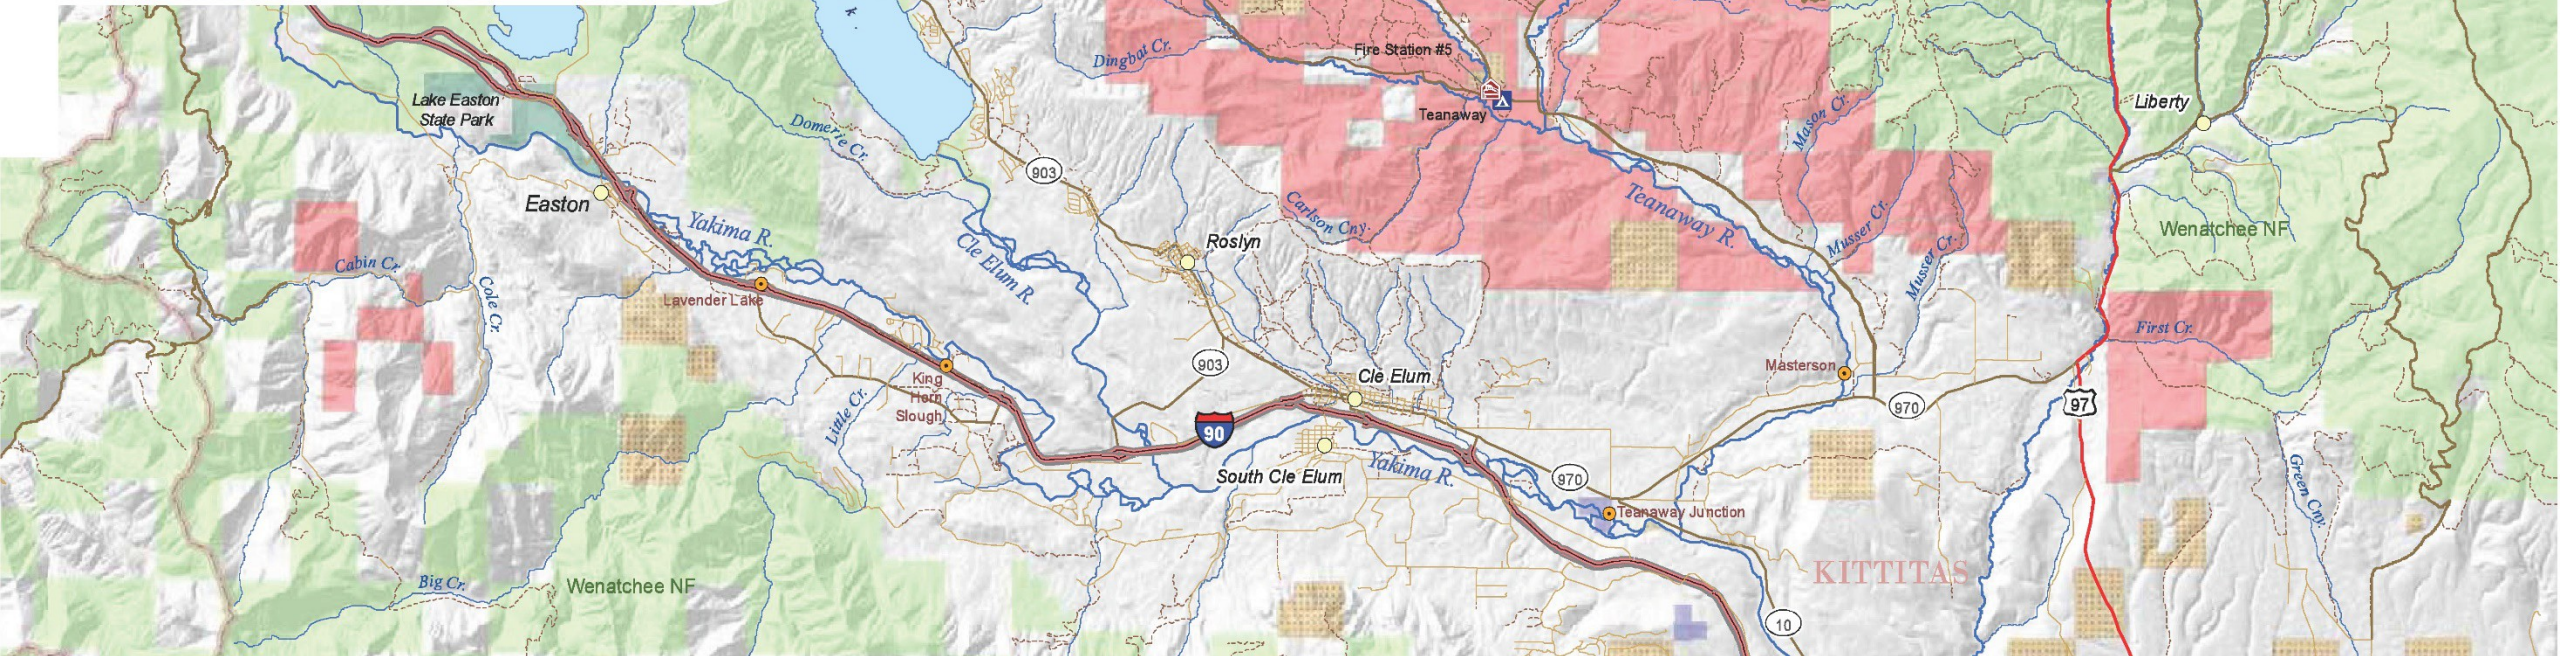 k.
Dingbat Cr.
Fire Station #5
Teanaway
Lake Easton
State Park
Liberty
Mason Cr.
Domerie Cr.
903
Easton
Yakima R.
Cle Elum R.
Roslyn
Carlson Cny.
Teanaway R.
Musser Cr.
Musser Cr.
Wenatchee NF
Cabin Cr.
Cole Cr.
Lavender Lake
First Cr.
903
Cle Elum
Masterson
King
Horn
Slough
Little Cr.
970
97
90
South Cle Elum
Yakima R.
970
Teanaway Junction
Green Cny.
Big Cr.
Wenatchee NF
KITTITAS
10